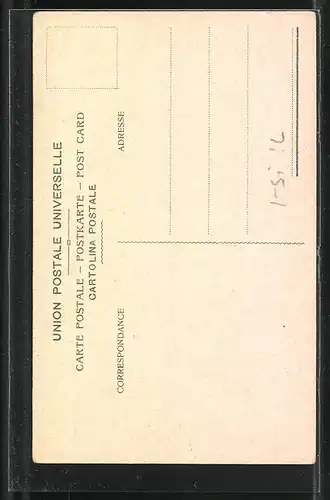 UNION POSTALE UNIVERSELLE
CARTE POSTALE – POSTKARTE – POST CARD
CARTOLINA POSTALE
CORRESPONDANCE
ADRESSE